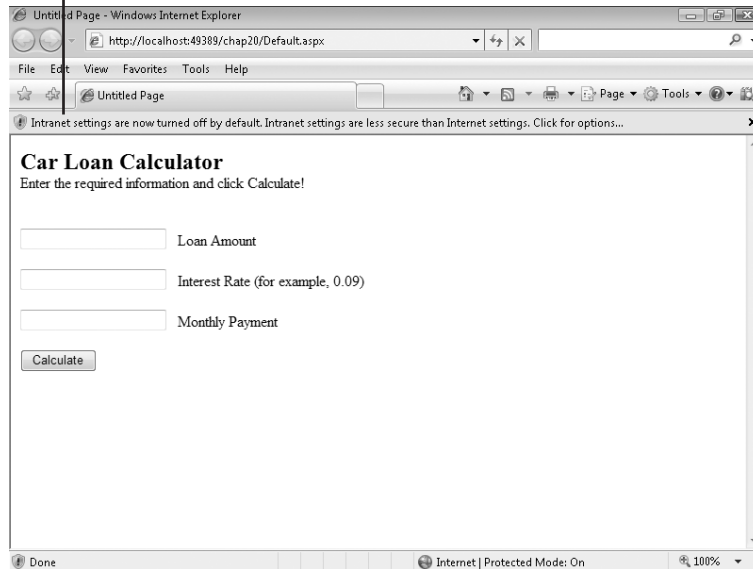 Untitled Page - Windows Internet Explorer
http://localhost:49389/chap20/Default.aspx
File Edit View Favorites Tools Help
Untitled Page
Page Tools
Intranet settings are now turned off by default. Intranet settings are less secure than Internet settings. Click for options...
Car Loan Calculator
Enter the required information and click Calculate!
Loan Amount
Interest Rate (for example, 0.09)
Monthly Payment
Calculate
Done Internet | Protected Mode: On 100%